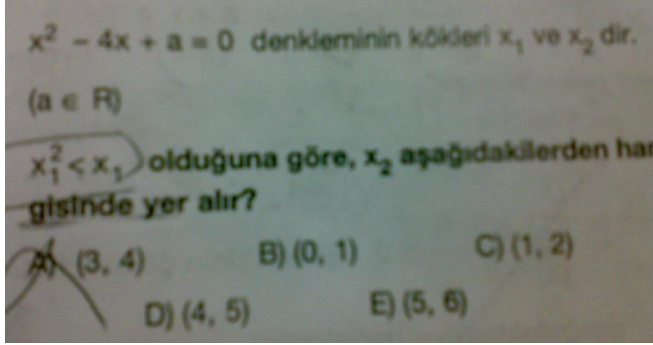 x² - 4x + a = 0 denkleminin kökleri x₁ ve x₂ dir.
(a ∈ R)
x₁² < x₁ olduğuna göre, x₂ aşağıdakilerden han
gisinde yer alır?
A) (3, 4) B) (0, 1) C) (1, 2)
D) (4, 5) E) (5, 6)